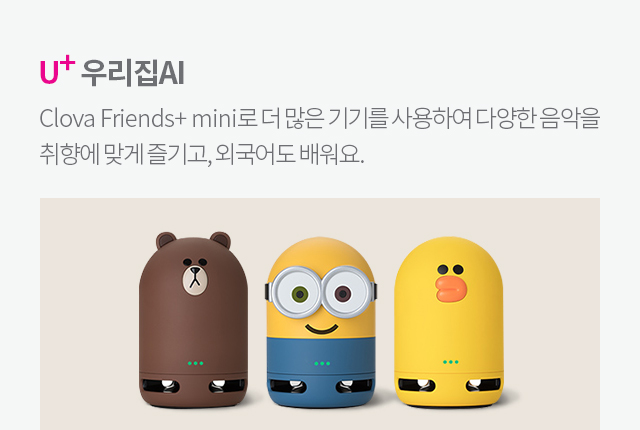 U+ 우리집AI
Clova Friends+ mini로 더 많은 기기를 사용하여 다양한 음악을
취향에 맞게 즐기고, 외국어도 배워요.